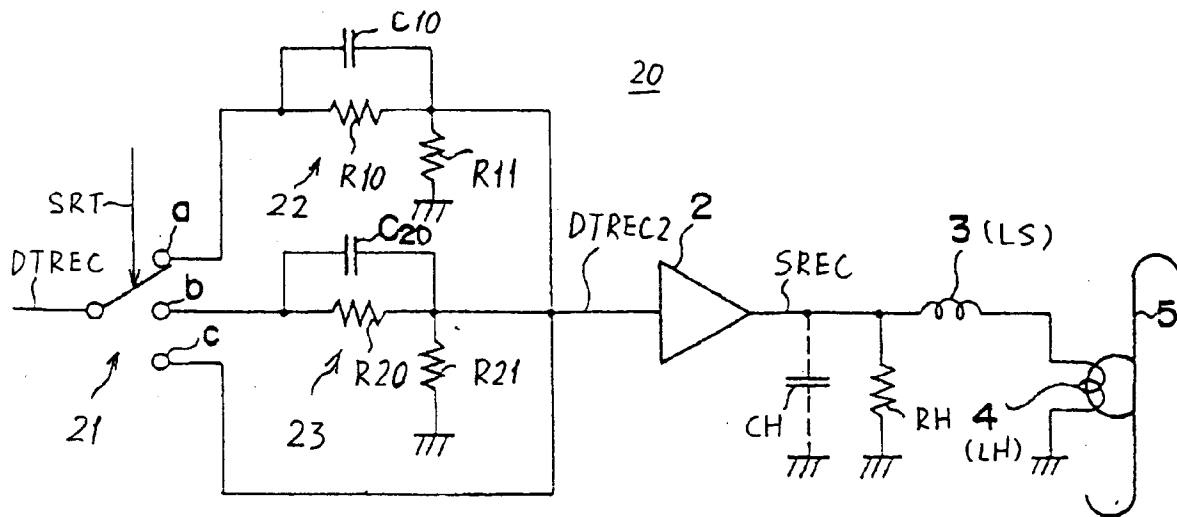 C10
20
R10
R11
22
SRT
a
C20
DTREC
b
DTREC2
2
SREC
3 (LS)
5
c
R20
R21
21
23
CH
RH
4
(LH)